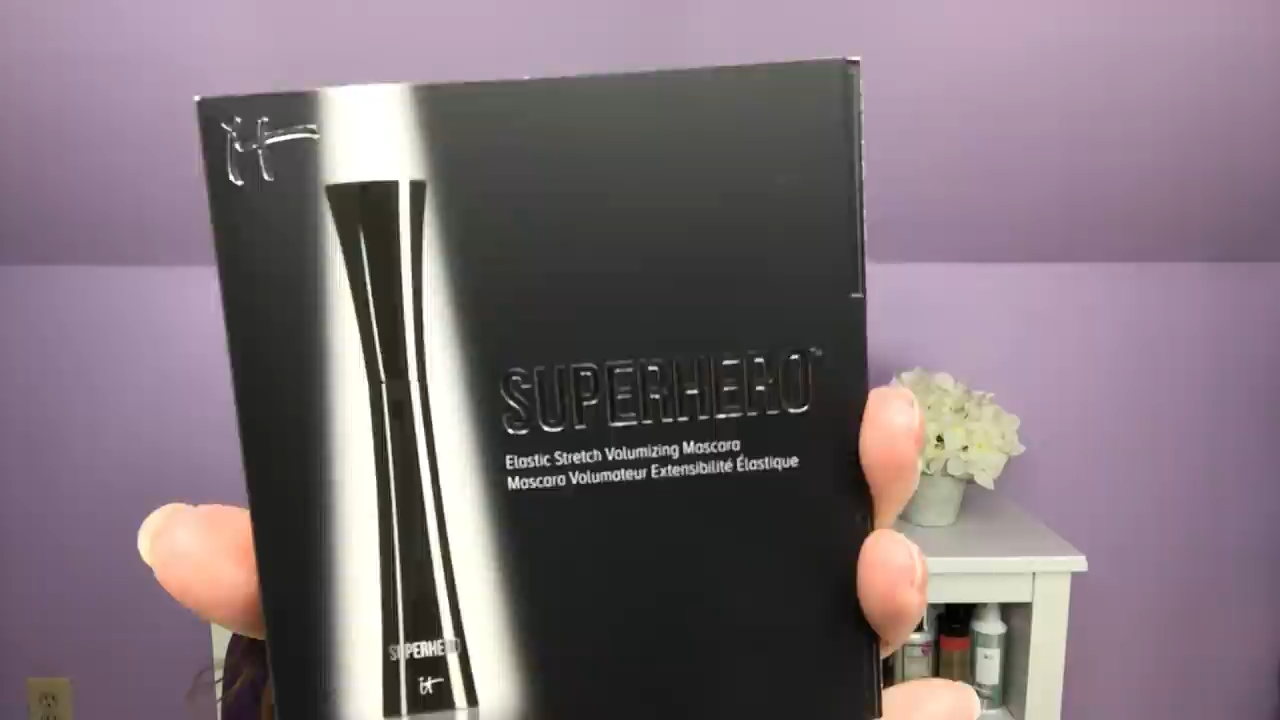 it
SUPERHERO™
Elastic Stretch Volumizing Mascara
Mascara Volumateur Extensibilité Élastique
SUPERHERO
it